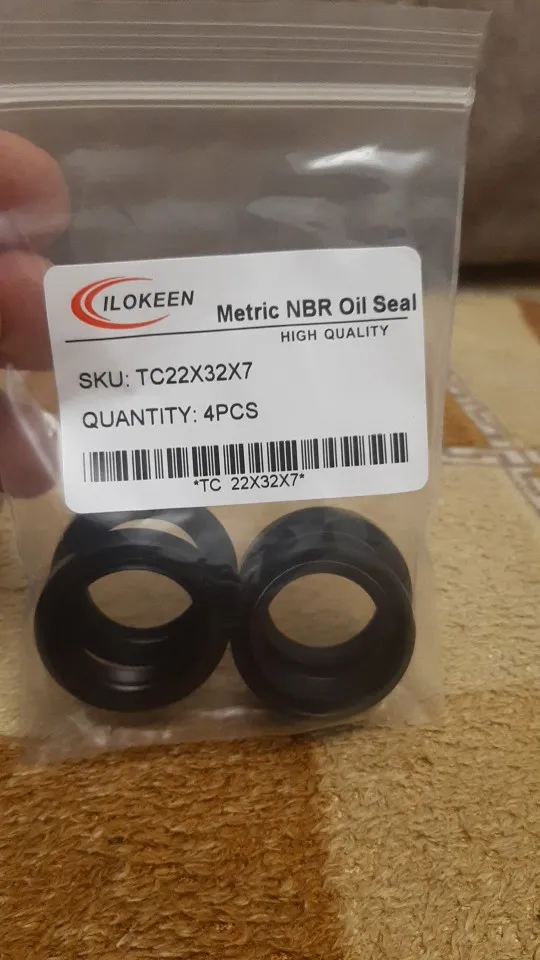 ILOKEEN
Metric NBR Oil Seal
HIGH QUALITY
SKU: TC22X32X7
QUANTITY: 4PCS
*TC 22X32X7*